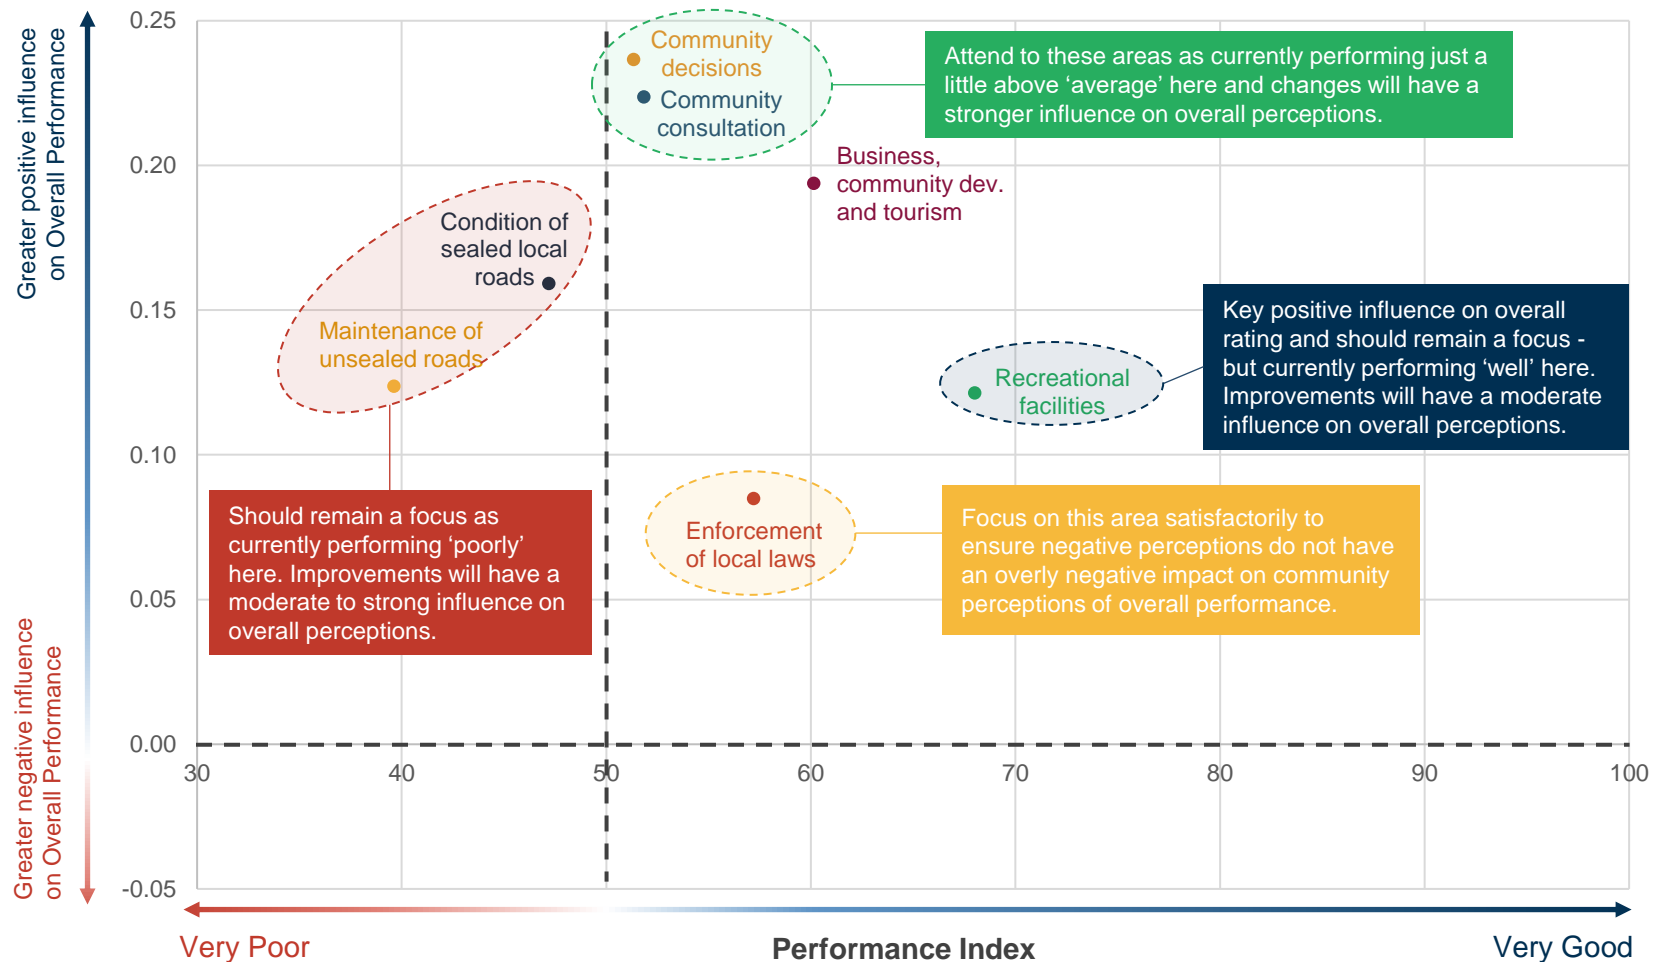 Greater positive influence
on Overall Performance
Greater negative influence
on Overall Performance
0.25
0.20
0.15
0.10
0.05
0.00
-0.05
30
40
50
60
70
80
90
100
Community
decisions
Community
consultation
Attend to these areas as currently performing just a
little above ‘average’ here and changes will have a
stronger influence on overall perceptions.
Business,
community dev.
and tourism
Condition of
sealed local
roads
Maintenance of
unsealed roads
Key positive influence on overall
rating and should remain a focus -
but currently performing ‘well’ here.
Improvements will have a moderate
influence on overall perceptions.
Recreational
facilities
Should remain a focus as
currently performing ‘poorly’
here. Improvements will have a
moderate to strong influence on
overall perceptions.
Enforcement
of local laws
Focus on this area satisfactorily to
ensure negative perceptions do not have
an overly negative impact on community
perceptions of overall performance.
Very Poor
Performance Index
Very Good